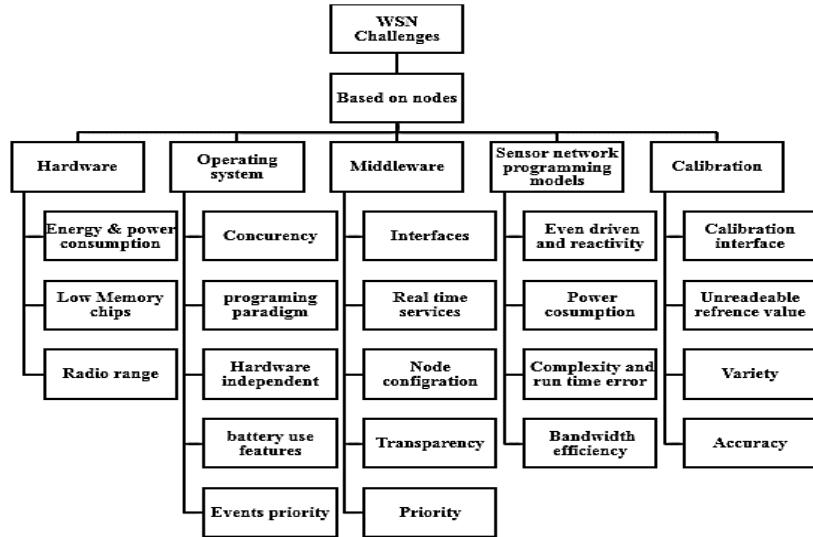 WSN
Challenges
Based on nodes
Hardware
Operating
system
Middleware
Sensor network
programming
models
Calibration
Energy & power
consumption
Low Memory
chips
Radio range
Concurency
programing
paradigm
Hardware
independent
battery use
features
Events priority
Interfaces
Real time
services
Node
configration
Transparency
Priority
Even driven
and reactivity
Power
cosumption
Complexity and
run time error
Bandwidth
efficiency
Calibration
interface
Unreadeable
refrence value
Variety
Accuracy